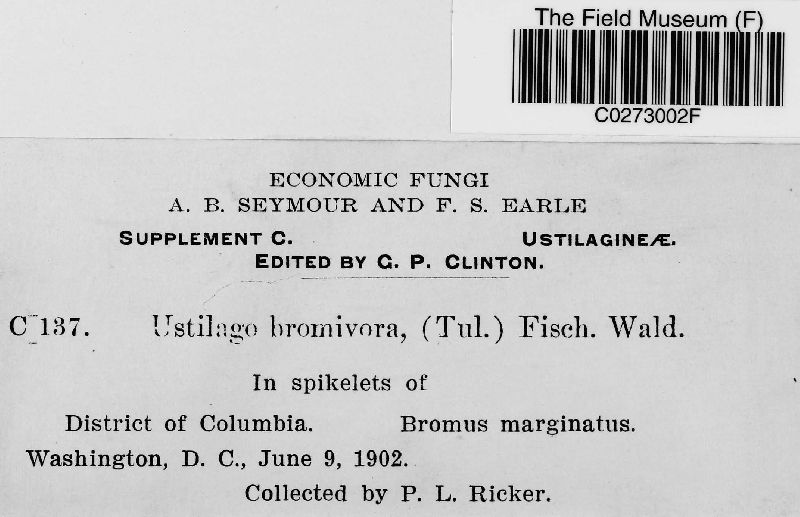 The Field Museum (F)
C0273002F
ECONOMIC FUNGI
A. B. SEYMOUR AND F. S. EARLE
SUPPLEMENT C. USTILAGINEÆ.
EDITED BY G. P. CLINTON.
C 137. Ustilago bromivora, (Tul.) Fisch. Wald.
In spikelets of
District of Columbia. Bromus marginatus.
Washington, D. C., June 9, 1902.
Collected by P. L. Ricker.